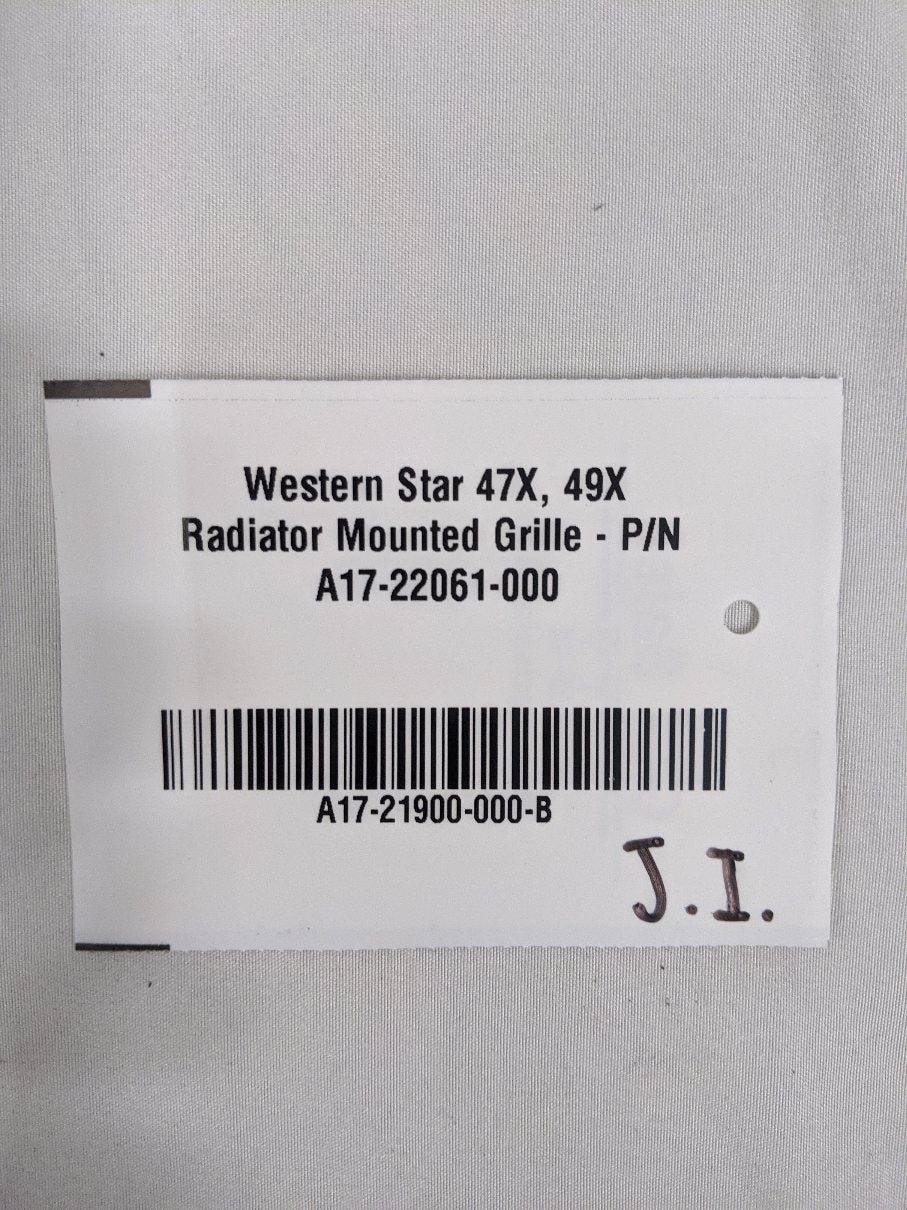 Western Star 47X, 49X
Radiator Mounted Grille - P/N
A17-22061-000
A17-21900-000-B
J.I.